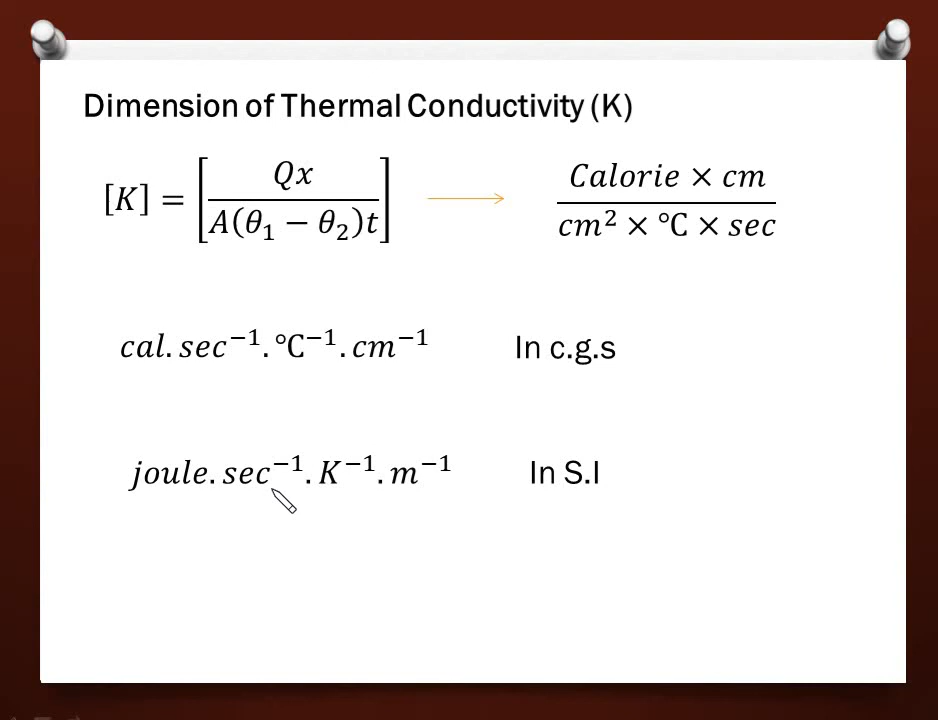 Dimension of Thermal Conductivity (K)
[K] = [Qx / A(θ₁ − θ₂)t] ⟶ Calorie × cm / cm² × °C × sec
cal. sec⁻¹. °C⁻¹. cm⁻¹ In c.g.s
joule. sec⁻¹. K⁻¹. m⁻¹ In S.I